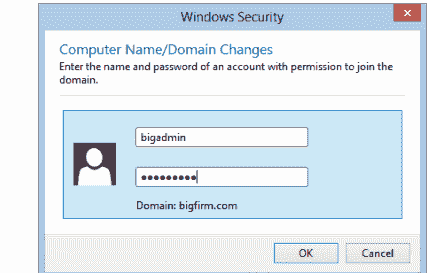 Windows Security
Computer Name/Domain Changes
Enter the name and password of an account with permission to join the
domain.
bigadmin
●●●●●●●●●
Domain: bigfirm.com
OK
Cancel